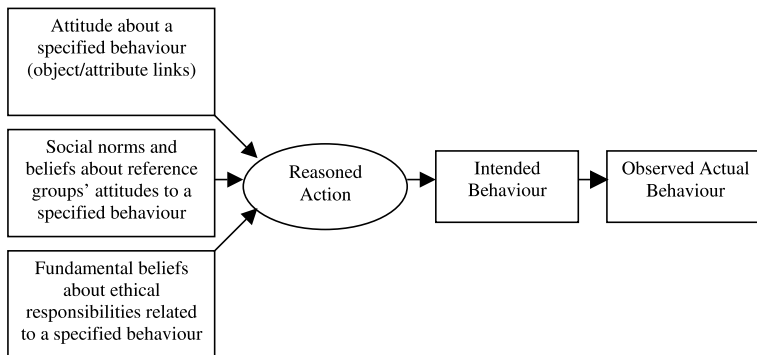 Attitude about a
specified behaviour
(object/attribute links)
Social norms and
beliefs about reference
groups' attitudes to a
specified behaviour
Fundamental beliefs
about ethical
responsibilities related
to a specified behaviour
Reasoned
Action
Intended
Behaviour
Observed Actual
Behaviour